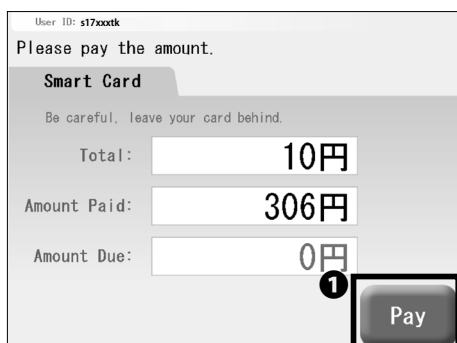 User ID: s17xxxtk
Please pay the amount.
Smart Card
Be careful, leave your card behind.
Total: 10円
Amount Paid: 306円
Amount Due: 0円
❶
Pay